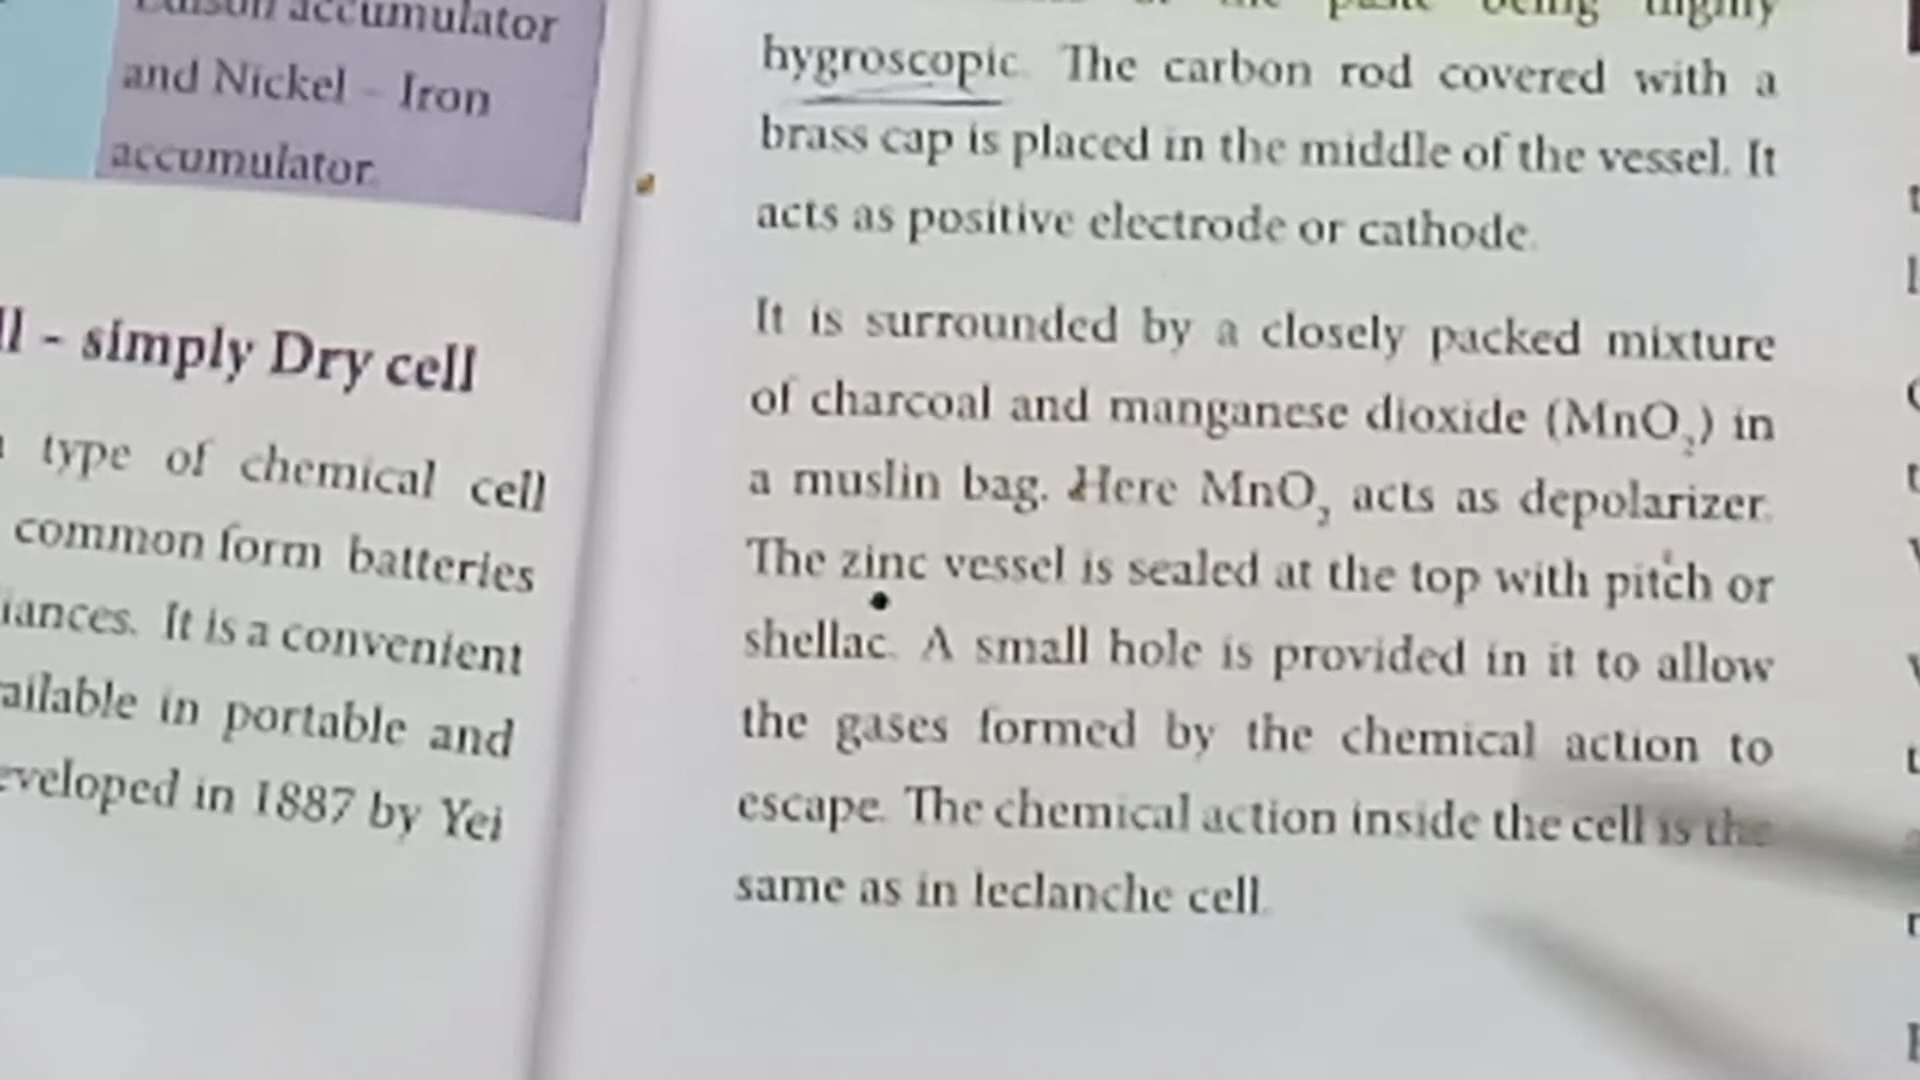 Edison accumulator
and Nickel – Iron
accumulator.
ll - simply Dry cell
type of chemical cell
common form batteries
iances. It is a convenient
ailable in portable and
eveloped in 1887 by Yei
the paste being highly
hygroscopic. The carbon rod covered with a
brass cap is placed in the middle of the vessel. It
acts as positive electrode or cathode.
It is surrounded by a closely packed mixture
of charcoal and manganese dioxide (MnO₂) in
a muslin bag. Here MnO₂ acts as depolarizer.
The zinc vessel is sealed at the top with pitch or
shellac. A small hole is provided in it to allow
the gases formed by the chemical action to
escape. The chemical action inside the cell is the
same as in leclanche cell.